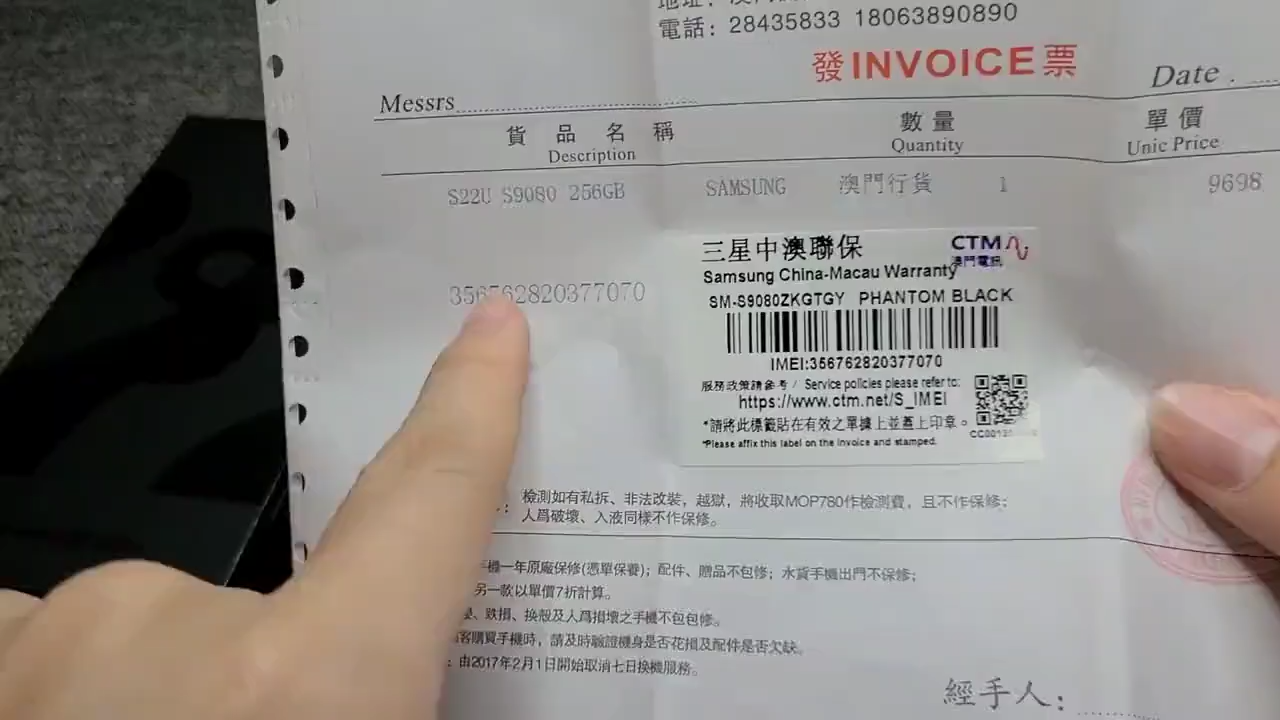 電話: 28435833 18063890890
發INVOICE票
Messrs
Date
貨品名稱 數量 單價
Description Quantity Unic Price
S22U S9080 256GB SAMSUNG 澳門行貨 1 9698
356762820377070
三星中澳聯保 CTM
澳門電訊
Samsung China-Macau Warranty
SM-S9080ZKGTGY PHANTOM BLACK
IMEI:356762820377070
服務政策請參考 / Service policies please refer to:
https://www.ctm.net/S_IMEI
*請將此標籤貼在有效之單據上並蓋上印章。
*Please affix this label on the invoice and stamped.
檢測如有私拆、非法改裝，越獄，將收取MOP780作檢測費，且不作保修；
人爲破壞、入液同樣不作保修。
機一年原廠保修(憑單保養)；配件、贈品不包修；水貨手機出門不保修；
另一款以單價7折計算。
、跌損、換殼及人爲損壞之手機不包包修。
客購買手機時，請及時驗證機身是否花損及配件是否欠缺。
：由2017年2月1日開始取消七日換機服務。
經手人：